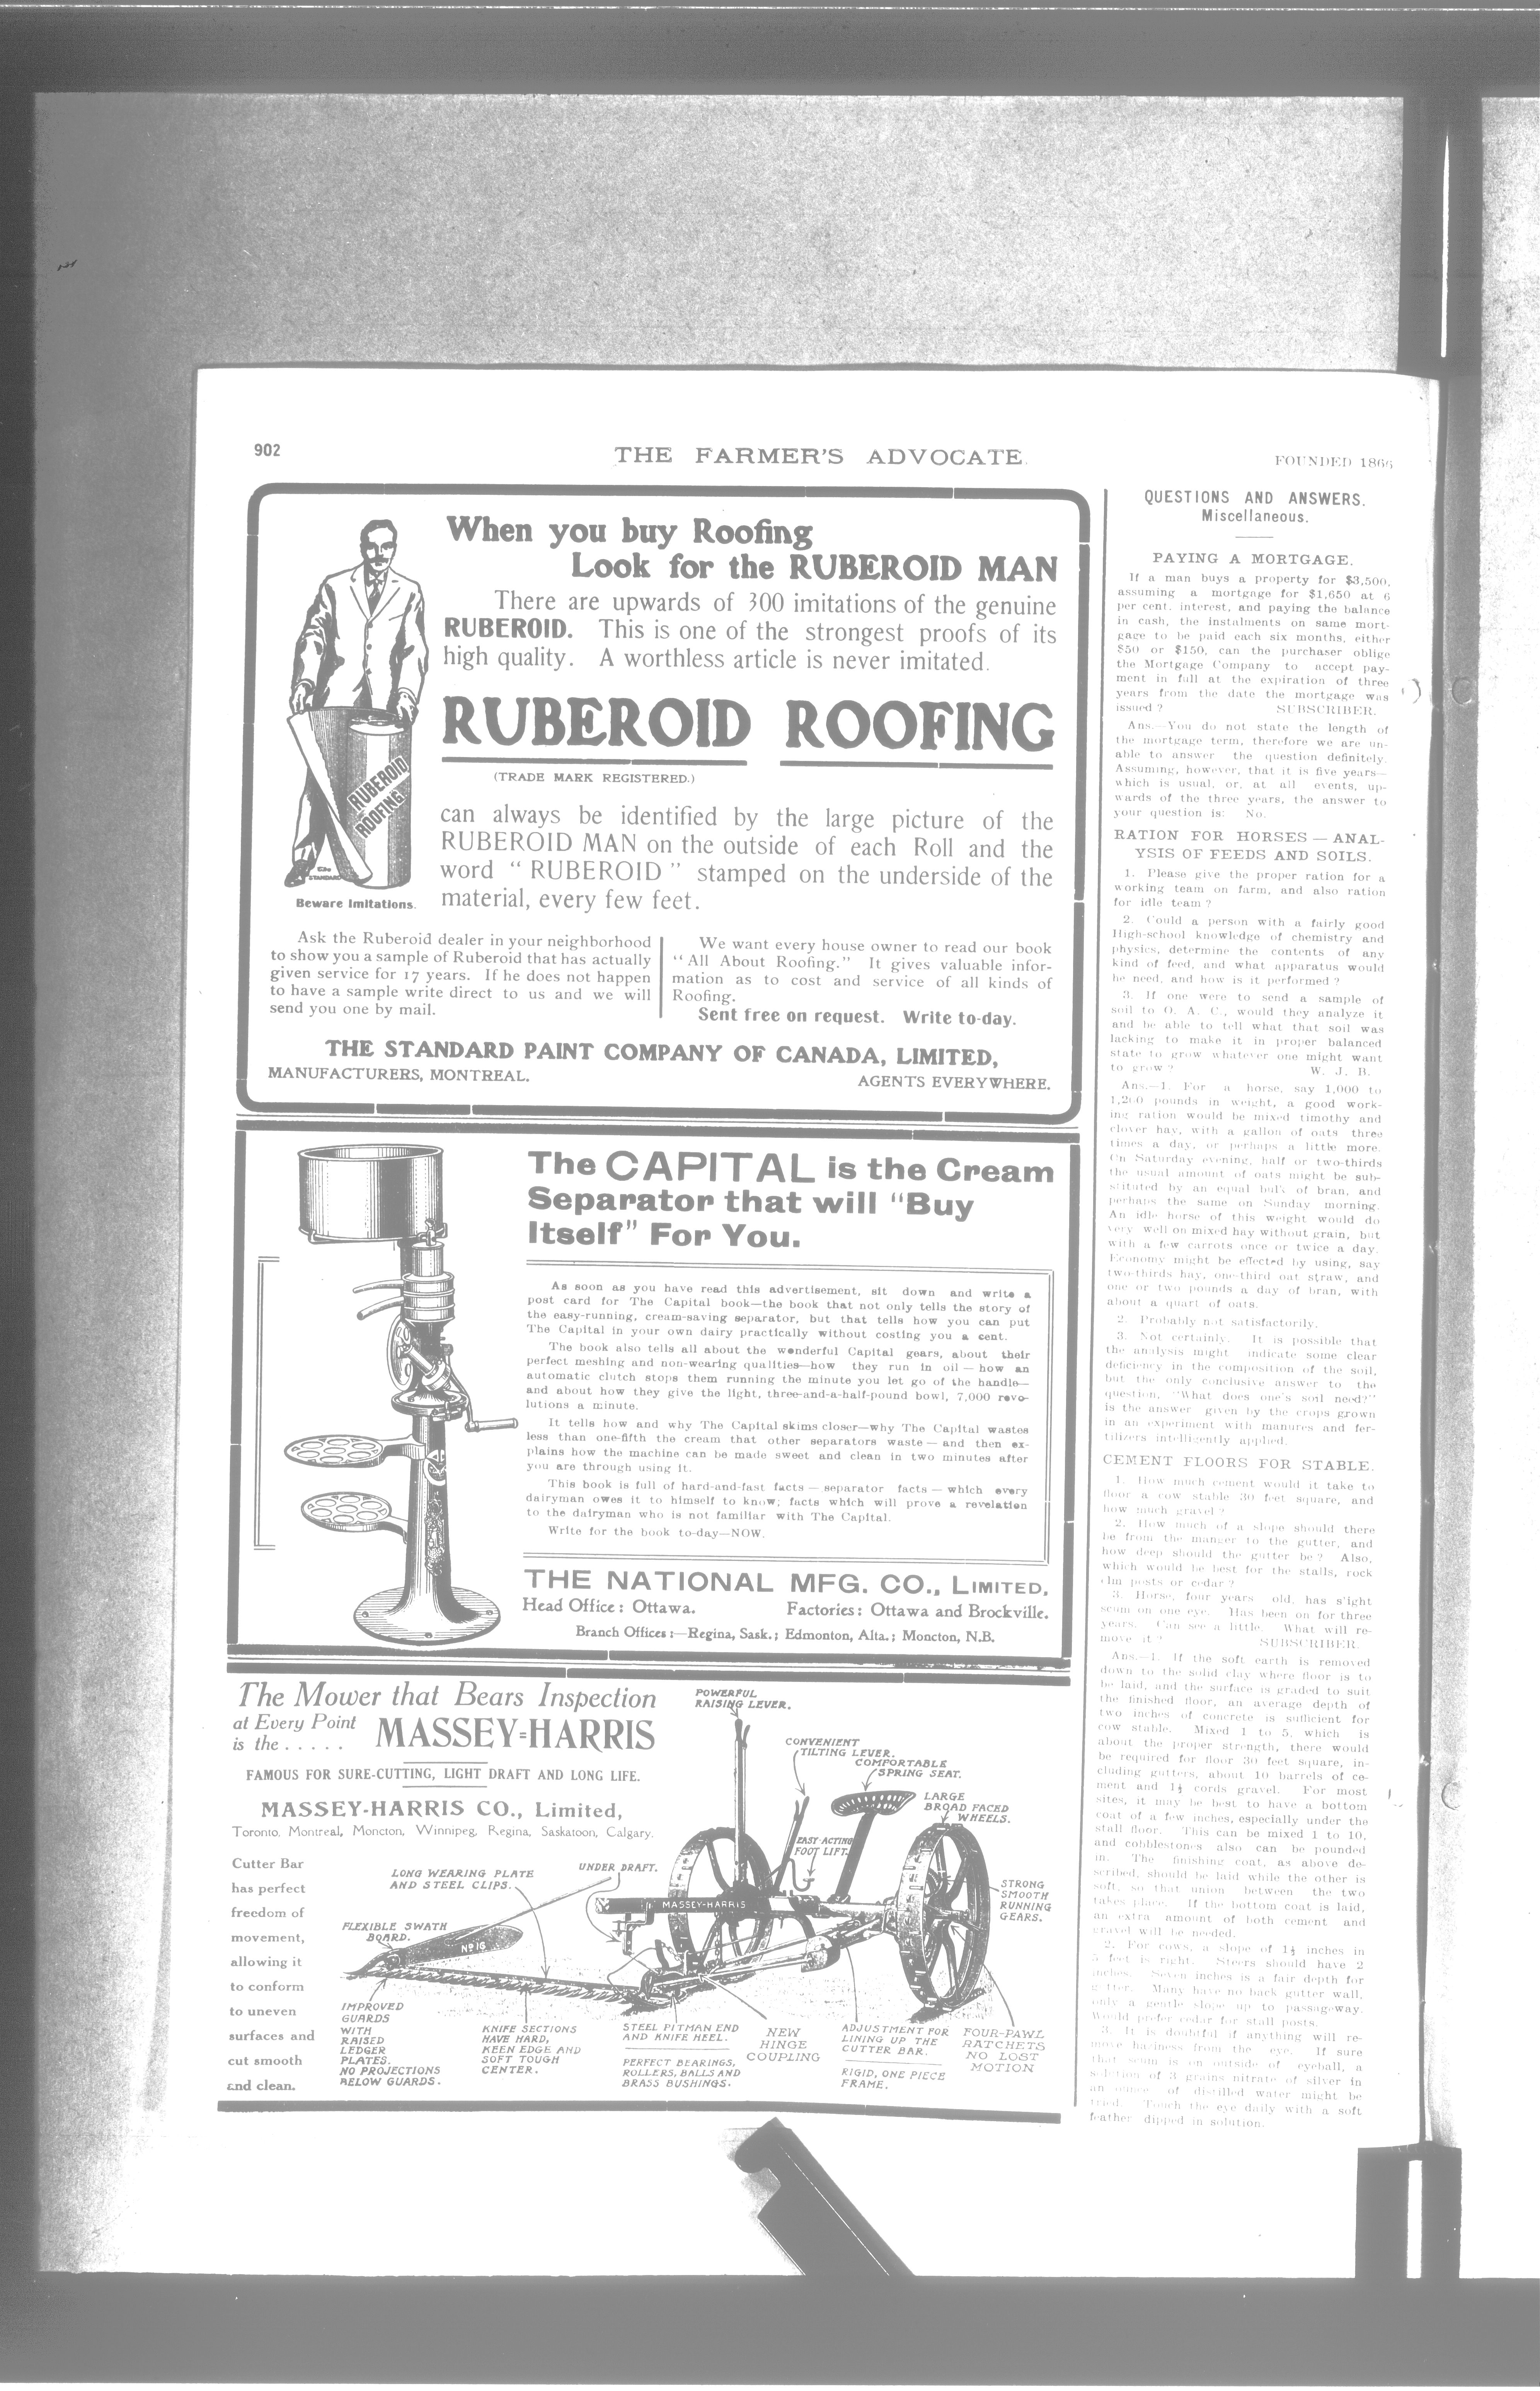 902
THE FARMER'S ADVOCATE.
FOUNDED 1866
When you buy Roofing
Look for the RUBEROID MAN
There are upwards of 300 imitations of the genuine
RUBEROID. This is one of the strongest proofs of its
high quality. A worthless article is never imitated.
RUBEROID ROOFING
(TRADE MARK REGISTERED.)
can always be identified by the large picture of the
RUBEROID MAN on the outside of each Roll and the
word “ RUBEROID ” stamped on the underside of the
material, every few feet.
RUBEROID
ROOFING
The
STANDARD
Beware Imitations.
Ask the Ruberoid dealer in your neighborhood
to show you a sample of Ruberoid that has actually
given service for 17 years. If he does not happen
to have a sample write direct to us and we will
send you one by mail.
We want every house owner to read our book
“All About Roofing.” It gives valuable infor-
mation as to cost and service of all kinds of
Roofing.
Sent free on request. Write to-day.
THE STANDARD PAINT COMPANY OF CANADA, LIMITED,
MANUFACTURERS, MONTREAL.
AGENTS EVERYWHERE.
The CAPITAL is the Cream
Separator that will “Buy
Itself” For You.
As soon as you have read this advertisement, sit down and write a
post card for The Capital book—the book that not only tells the story of
the easy-running, cream-saving separator, but that tells how you can put
The Capital in your own dairy practically without costing you a cent.
The book also tells all about the wonderful Capital gears, about their
perfect meshing and non-wearing qualities—how they run in oil — how an
automatic clutch stops them running the minute you let go of the handle—
and about how they give the light, three-and-a-half-pound bowl, 7,000 revo-
lutions a minute.
It tells how and why The Capital skims closer—why The Capital wastes
less than one-fifth the cream that other separators waste — and then ex-
plains how the machine can be made sweet and clean in two minutes after
you are through using it.
This book is full of hard-and-fast facts — separator facts — which every
dairyman owes it to himself to know; facts which will prove a revelation
to the dairyman who is not familiar with The Capital.
Write for the book to-day—NOW.
THE NATIONAL MFG. CO., LIMITED,
Head Office: Ottawa.
Factories: Ottawa and Brockville.
Branch Offices:—Regina, Sask.; Edmonton, Alta.; Moncton, N.B.
The Mower that Bears Inspection
at Every Point
is the . . . . .
MASSEY=HARRIS
FAMOUS FOR SURE-CUTTING, LIGHT DRAFT AND LONG LIFE.
MASSEY-HARRIS CO., Limited,
Toronto, Montreal, Moncton, Winnipeg, Regina, Saskatoon, Calgary.
Cutter Bar
has perfect
freedom of
movement,
allowing it
to conform
to uneven
surfaces and
cut smooth
and clean.
POWERFUL
RAISING LEVER.
CONVENIENT
TILTING LEVER.
COMFORTABLE
SPRING SEAT.
LARGE
BROAD FACED
WHEELS.
EASY-ACTING
FOOT LIFT.
STRONG
SMOOTH
RUNNING
GEARS.
UNDER DRAFT.
LONG WEARING PLATE
AND STEEL CLIPS.
FLEXIBLE SWATH
BOARD.
No 16
MASSEY-HARRIS
IMPROVED
GUARDS
WITH
RAISED
LEDGER
PLATES.
NO PROJECTIONS
BELOW GUARDS.
KNIFE SECTIONS
HAVE HARD,
KEEN EDGE AND
SOFT TOUGH
CENTER.
STEEL PITMAN END
AND KNIFE HEEL.
PERFECT BEARINGS,
ROLLERS, BALLS AND
BRASS BUSHINGS.
NEW
HINGE
COUPLING
ADJUSTMENT FOR
LINING UP THE
CUTTER BAR.
RIGID, ONE PIECE
FRAME.
FOUR-PAWL
RATCHETS
NO LOST
MOTION
QUESTIONS AND ANSWERS.
Miscellaneous.
PAYING A MORTGAGE.
If a man buys a property for $3,500,
assuming a mortgage for $1,650 at 6
per cent. interest, and paying the balance
in cash, the instalments on same mort-
gage to be paid each six months, either
$50 or $150, can the purchaser oblige
the Mortgage Company to accept pay-
ment in full at the expiration of three
years from the date the mortgage was
issued ? SUBSCRIBER.
Ans.—You do not state the length of
the mortgage term, therefore we are un-
able to answer the question definitely.
Assuming, however, that it is five years—
which is usual, or, at all events, up-
wards of the three years, the answer to
your question is: No.
RATION FOR HORSES — ANAL-
YSIS OF FEEDS AND SOILS.
1. Please give the proper ration for a
working team on farm, and also ration
for idle team ?
2. Could a person with a fairly good
High-school knowledge of chemistry and
physics, determine the contents of any
kind of feed, and what apparatus would
he need, and how is it performed ?
3. If one were to send a sample of
soil to O. A. C., would they analyze it
and be able to tell what that soil was
lacking to make it in proper balanced
state to grow whatever one might want
to grow ? W. J. B.
Ans.—1. For a horse, say 1,000 to
1,200 pounds in weight, a good work-
ing ration would be mixed timothy and
clover hay, with a gallon of oats three
times a day, or perhaps a little more.
On Saturday evening, half or two-thirds
the usual amount of oats might be sub-
stituted by an equal bulk of bran, and
perhaps the same on Sunday morning.
An idle horse of this weight would do
very well on mixed hay without grain, but
with a few carrots once or twice a day.
Economy might be effected by using, say
two-thirds hay, one-third oat straw, and
one or two pounds a day of bran, with
about a quart of oats.
2. Probably not satisfactorily.
3. Not certainly. It is possible that
the analysis might indicate some clear
deficiency in the composition of the soil,
but the only conclusive answer to the
question, “What does one's soil need?”
is the answer given by the crops grown
in an experiment with manures and fer-
tilizers intelligently applied.
CEMENT FLOORS FOR STABLE.
1. How much cement would it take to
floor a cow stable 30 feet square, and
how much gravel ?
2. How much of a slope should there
be from the manger to the gutter, and
how deep should the gutter be ? Also,
which would be best for the stalls, rock
elm posts or cedar ?
3. Horse, four years old, has slight
scum on one eye. Has been on for three
years. Can see a little. What will re-
move it ? SUBSCRIBER.
Ans.—1. If the soft earth is removed
down to the solid clay where floor is to
be laid, and the surface is graded to suit
the finished floor, an average depth of
two inches of concrete is sufficient for
cow stable. Mixed 1 to 5, which is
about the proper strength, there would
be required for floor 30 feet square, in-
cluding gutters, about 10 barrels of ce-
ment and 1½ cords gravel. For most
sites, it may be best to have a bottom
coat of a few inches, especially under the
stall floor. This can be mixed 1 to 10,
and cobblestones also can be pounded
in. The finishing coat, as above de-
scribed, should be laid while the other is
soft, so that union between the two
takes place. If the bottom coat is laid,
an extra amount of both cement and
gravel will be needed.
2. For cows, a slope of 1½ inches in
5 feet is right. Steers should have 2
inches. Seven inches is a fair depth for
gutter. Many have no back gutter wall,
only a gentle slope up to passageway.
Would prefer cedar for stall posts.
3. It is doubtful if anything will re-
move haziness from the eye. If sure
that scum is on outside of eyeball, a
solution of 3 grains nitrate of silver in
an ounce of distilled water might be
tried. Touch the eye daily with a soft
feather dipped in solution.